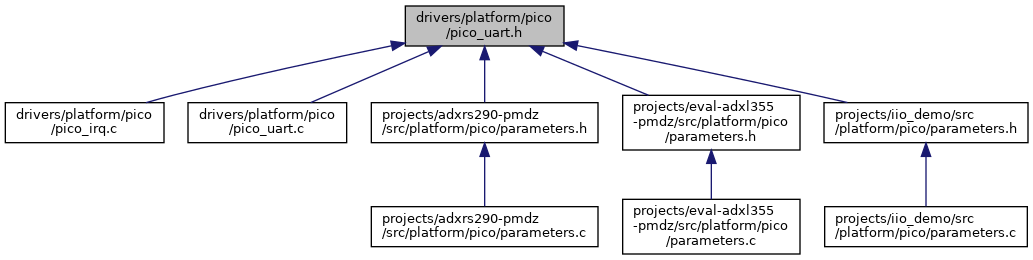 drivers/platform/pico
/pico_uart.h
drivers/platform/pico
/pico_irq.c
drivers/platform/pico
/pico_uart.c
projects/adxrs290-pmdz
/src/platform/pico/parameters.h
projects/eval-adxl355
-pmdz/src/platform/pico
/parameters.h
projects/iio_demo/src
/platform/pico/parameters.h
projects/adxrs290-pmdz
/src/platform/pico/parameters.c
projects/eval-adxl355
-pmdz/src/platform/pico
/parameters.c
projects/iio_demo/src
/platform/pico/parameters.c